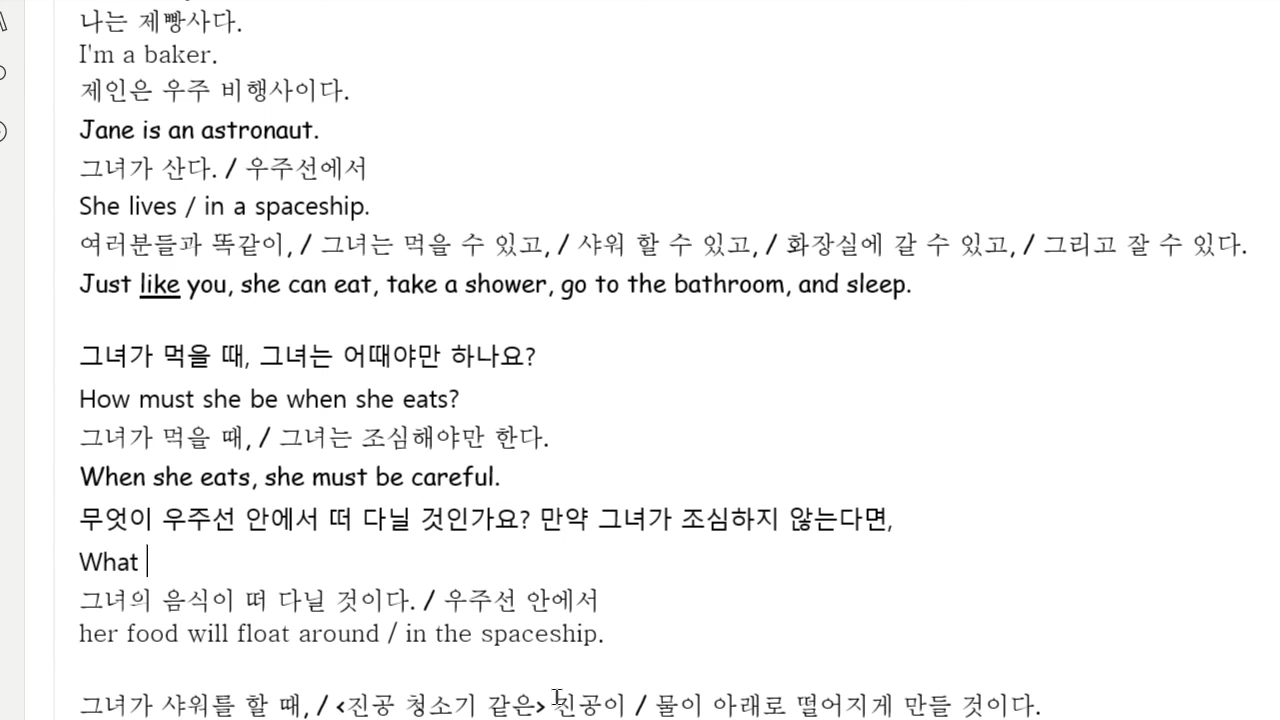 나는 제빵사다.
I'm a baker.
제인은 우주 비행사이다.
Jane is an astronaut.
그녀가 산다. / 우주선에서
She lives / in a spaceship.
여러분들과 똑같이, / 그녀는 먹을 수 있고, / 샤워 할 수 있고, / 화장실에 갈 수 있고, / 그리고 잘 수 있다.
Just like you, she can eat, take a shower, go to the bathroom, and sleep.
그녀가 먹을 때, 그녀는 어때야만 하나요?
How must she be when she eats?
그녀가 먹을 때, / 그녀는 조심해야만 한다.
When she eats, she must be careful.
무엇이 우주선 안에서 떠 다닐 것인가요? 만약 그녀가 조심하지 않는다면,
What
그녀의 음식이 떠 다닐 것이다. / 우주선 안에서
her food will float around / in the spaceship.
그녀가 샤워를 할 때, / <진공 청소기 같은> 진공이 / 물이 아래로 떨어지게 만들 것이다.